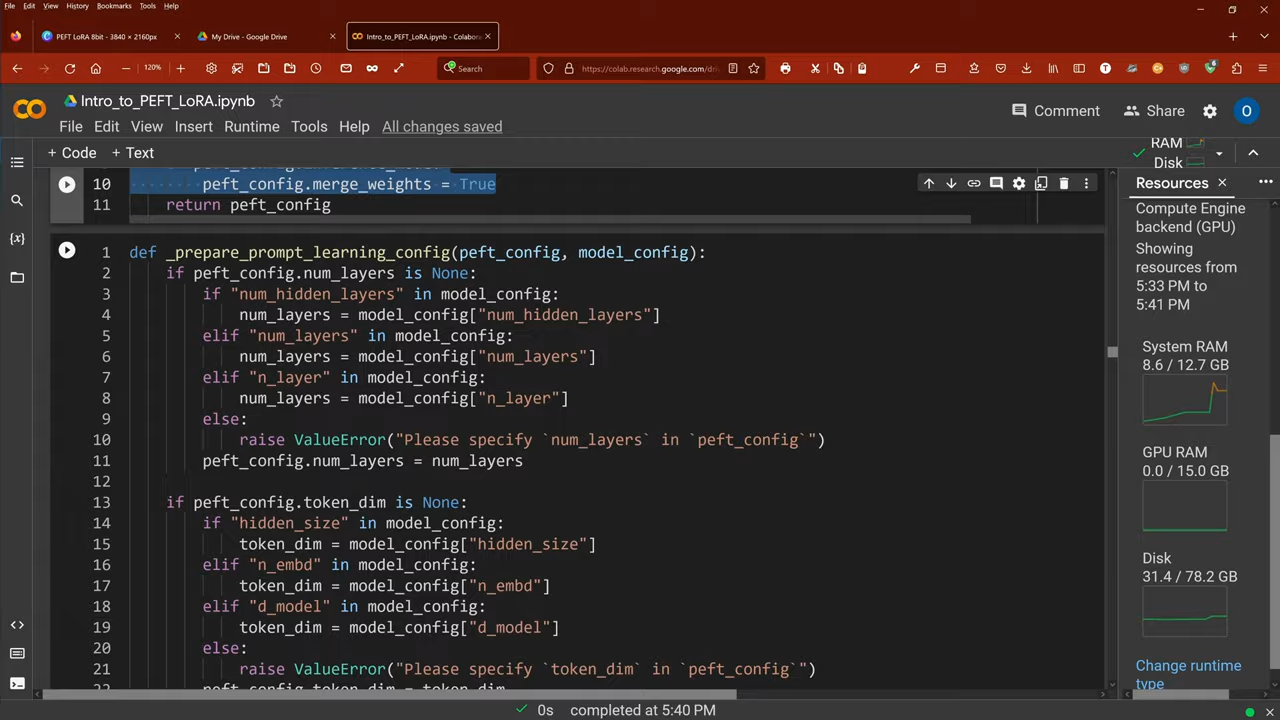 File Edit View History Bookmarks Tools Help
PEFT LoRA 8bit - 3840 × 2160px
My Drive - Google Drive
Intro_to_PEFT_LoRA.ipynb - Colabora
120%
Search
https://colab.research.google.com/dri
Intro_to_PEFT_LoRA.ipynb
Comment
Share
O
File Edit View Insert Runtime Tools Help All changes saved
+ Code + Text
RAM
Disk
10 peft_config.merge_weights = True
11 return peft_config
1 def _prepare_prompt_learning_config(peft_config, model_config):
2 if peft_config.num_layers is None:
3 if "num_hidden_layers" in model_config:
4 num_layers = model_config["num_hidden_layers"]
5 elif "num_layers" in model_config:
6 num_layers = model_config["num_layers"]
7 elif "n_layer" in model_config:
8 num_layers = model_config["n_layer"]
9 else:
10 raise ValueError("Please specify `num_layers` in `peft_config`")
11 peft_config.num_layers = num_layers
12
13 if peft_config.token_dim is None:
14 if "hidden_size" in model_config:
15 token_dim = model_config["hidden_size"]
16 elif "n_embd" in model_config:
17 token_dim = model_config["n_embd"]
18 elif "d_model" in model_config:
19 token_dim = model_config["d_model"]
20 else:
21 raise ValueError("Please specify `token_dim` in `peft_config`")
22 peft_config.token_dim = token_dim
Resources
Compute Engine
backend (GPU)
Showing
resources from
5:33 PM to
5:41 PM
System RAM
8.6 / 12.7 GB
GPU RAM
0.0 / 15.0 GB
Disk
31.4 / 78.2 GB
Change runtime
type
0s completed at 5:40 PM